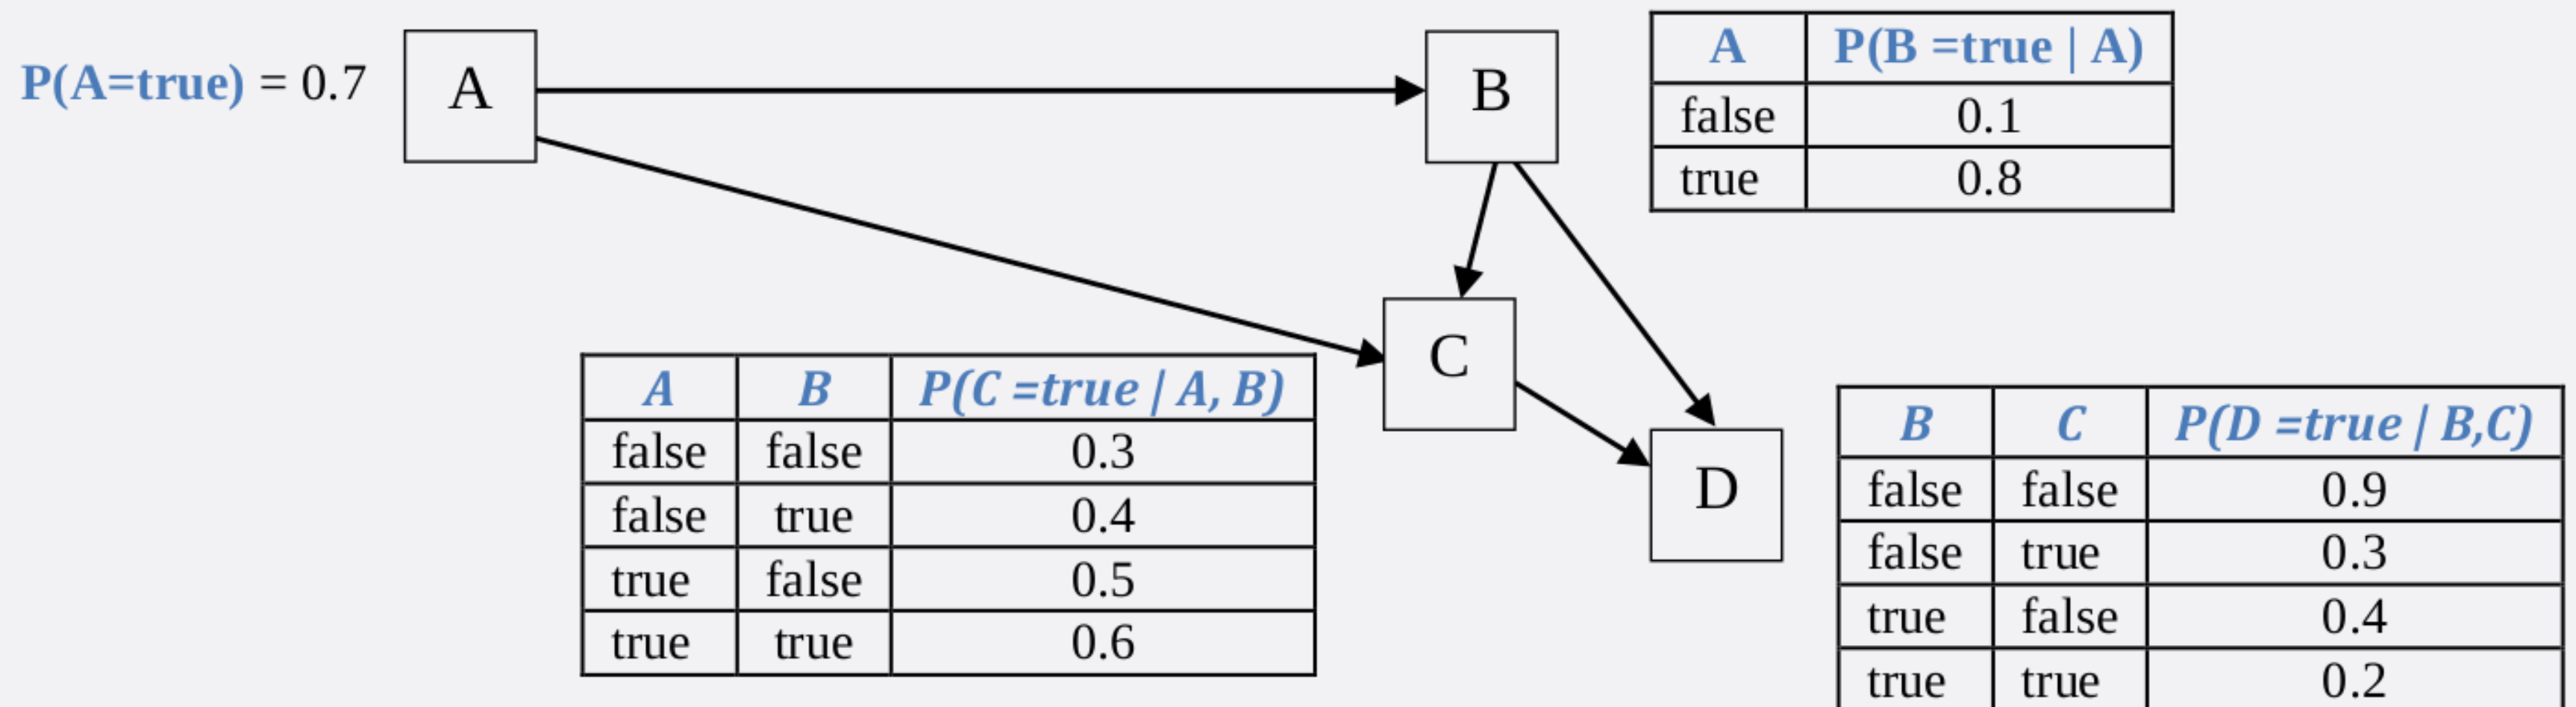 P(A=true) = 0.7
A
B
A P(B =true | A)
false 0.1
true 0.8
C
D
A B P(C =true | A, B)
false false 0.3
false true 0.4
true false 0.5
true true 0.6
B C P(D =true | B,C)
false false 0.9
false true 0.3
true false 0.4
true true 0.2